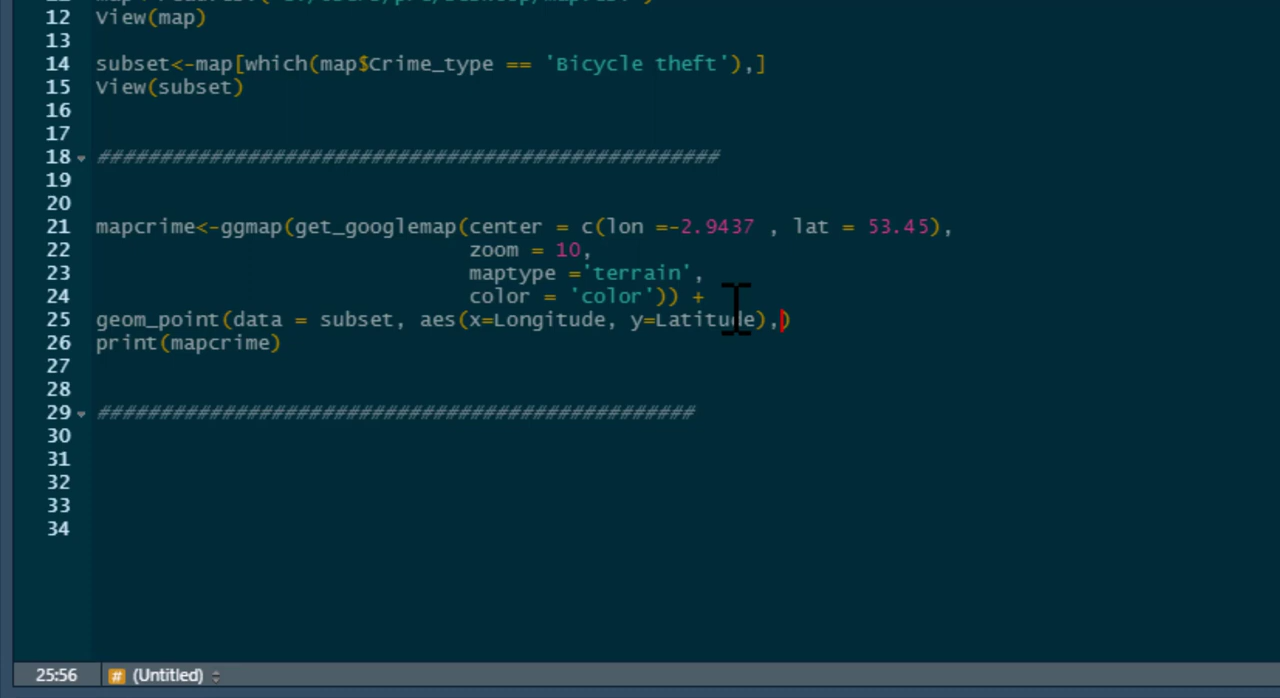 12 View(map)
13
14 subset<-map[which(map$Crime_type == 'Bicycle theft'),]
15 View(subset)
16
17
18 ##################################################
19
20
21 mapcrime<-ggmap(get_googlemap(center = c(lon =-2.9437 , lat = 53.45),
22 zoom = 10,
23 maptype ='terrain',
24 color = 'color')) +
25 geom_point(data = subset, aes(x=Longitude, y=Latitude),)
26 print(mapcrime)
27
28
29 ################################################
30
31
32
33
34
25:56 # (Untitled)